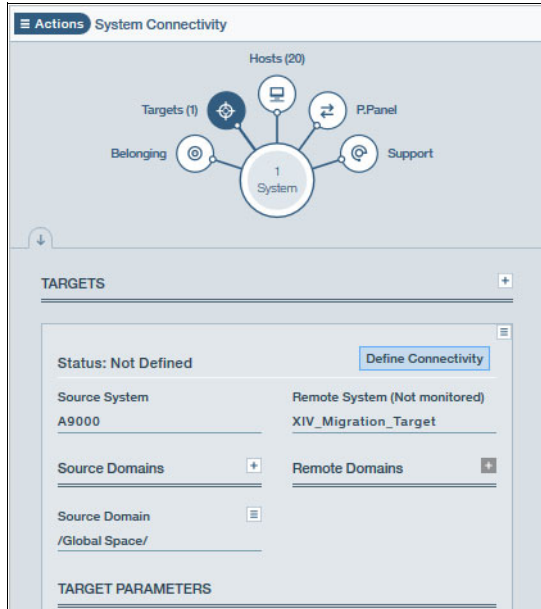 Actions System Connectivity
Hosts (20)
Targets (1)
P.Panel
Belonging
Support
1
System
TARGETS
Status: Not Defined
Define Connectivity
Source System
Remote System (Not monitored)
A9000
XIV_Migration_Target
Source Domains
Remote Domains
Source Domain
/Global Space/
TARGET PARAMETERS